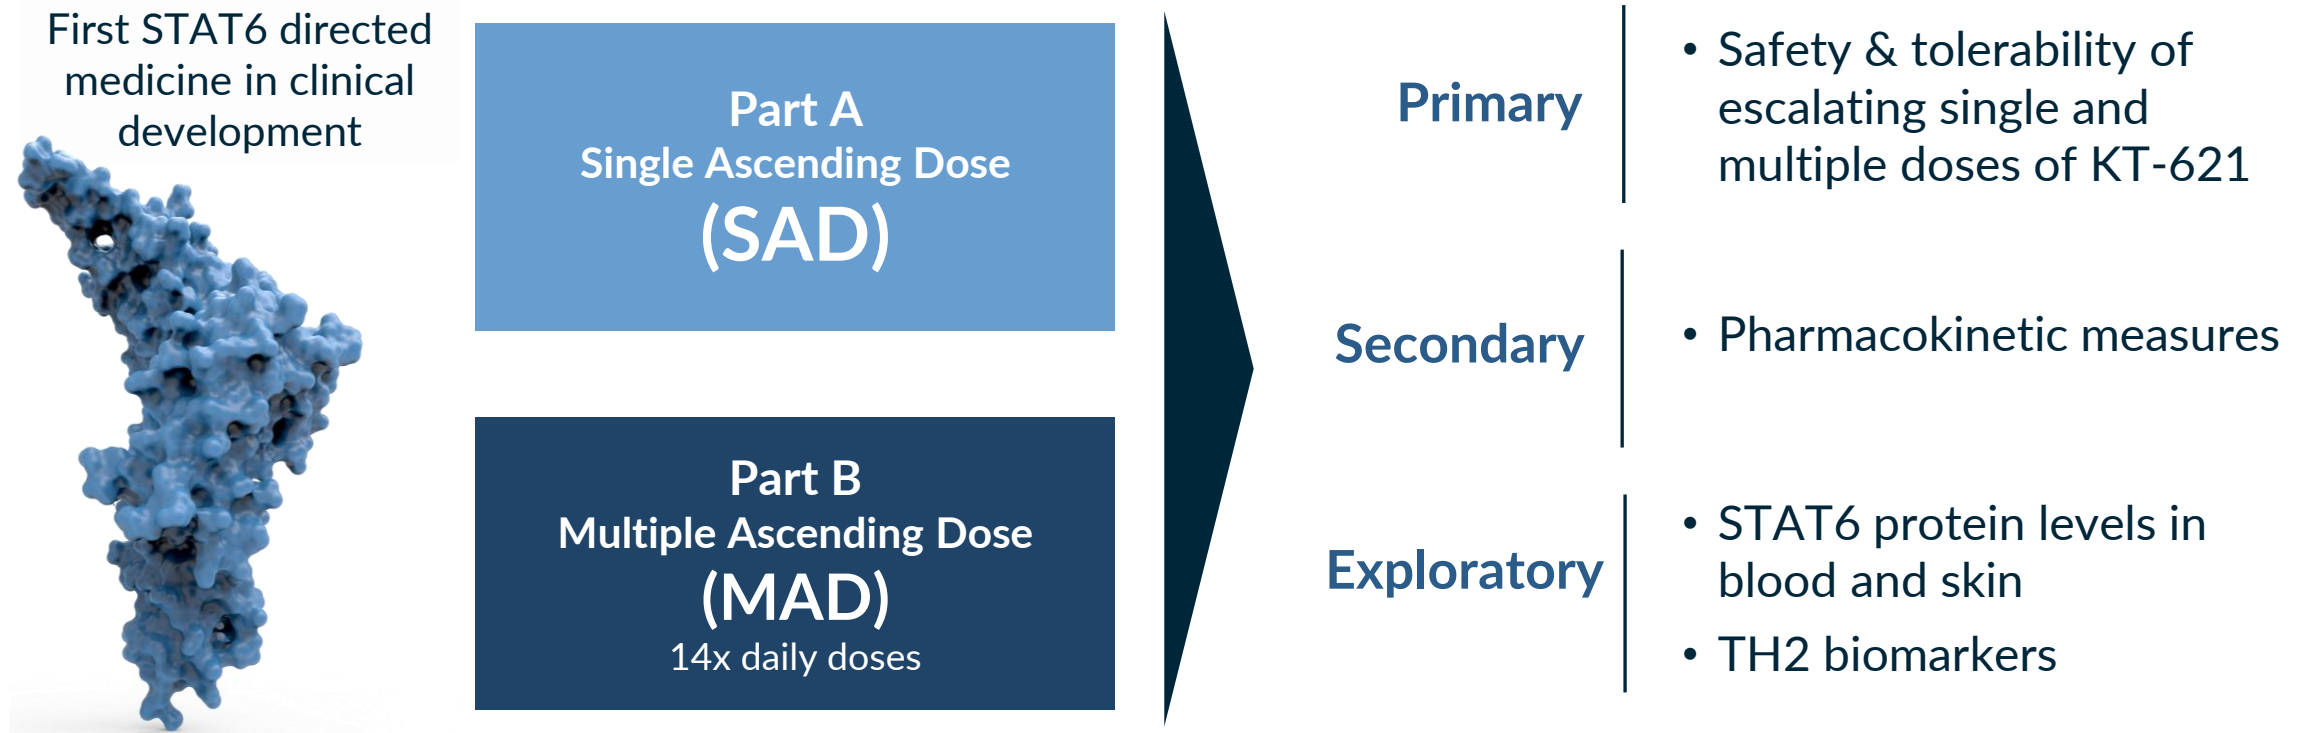 First STAT6 directed
medicine in clinical
development
Part A
Single Ascending Dose
(SAD)
Part B
Multiple Ascending Dose
(MAD)
14x daily doses
Primary
• Safety & tolerability of
escalating single and
multiple doses of KT-621
Secondary
• Pharmacokinetic measures
Exploratory
• STAT6 protein levels in
blood and skin
• TH2 biomarkers